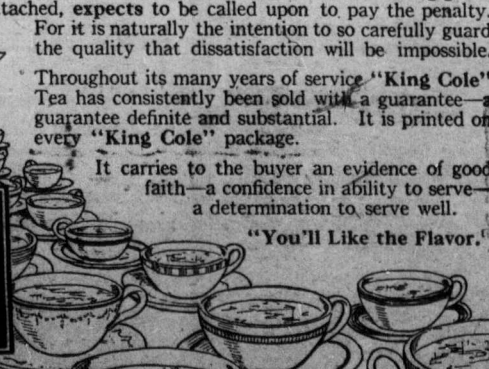 tached, expects to be called upon to pay the penalty.
For it is naturally the intention to so carefully guard
the quality that dissatisfaction will be impossible.
Throughout its many years of service "King Cole"
Tea has consistently been sold with a guarantee—a
guarantee definite and substantial. It is printed on
every "King Cole" package.
It carries to the buyer an evidence of good
faith—a confidence in ability to serve—
a determination to serve well.
"You'll Like the Flavor."